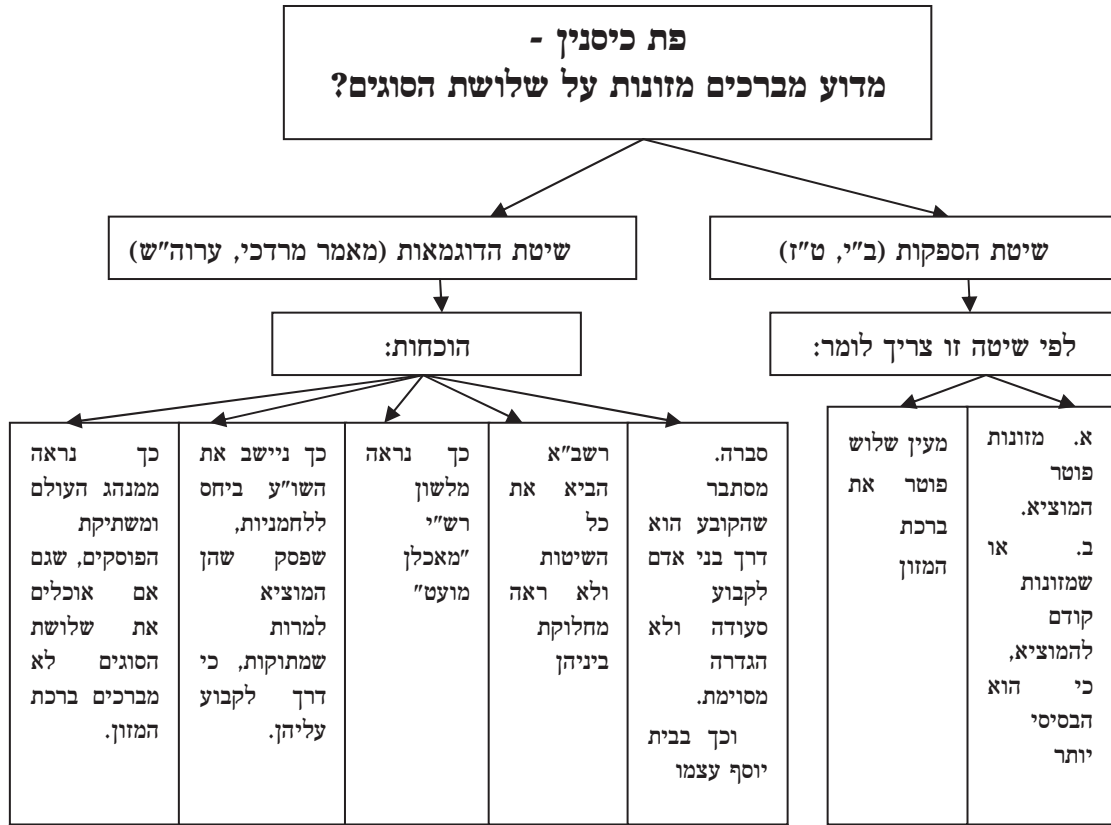 פת כיסנין -
מדוע מברכים מזונות על שלושת הסוגים?
שיטת הספקות (ב"י, ט"ז)
שיטת הדוגמאות (מאמר מרדכי, ערוה"ש)
לפי שיטה זו צריך לומר:
הוכחות:
א. מזונות
פוטר
המוציא.
ב. או
שמזונות
קודם
להמוציא,
כי הוא
הבסיסי
יותר
מעין שלוש
פוטר את
ברכת
המזון
סברה.
מסתבר
שהקובע הוא
דרך בני אדם
לקבוע
סעודה ולא
הגדרה
מסוימת.
וכך בבית
יוסף עצמו
רשב"א
הביא את
כל
השיטות
ולא ראה
מחלוקת
ביניהן
כך נראה
מלשון
רש"י
"מאכלן
מועט"
כך ניישב את
השו"ע ביחס
ללחמניות,
שפסק שהן
המוציא
למרות
שמתוקות, כי
דרך לקבוע
עליהן.
כך נראה
ממנהג העולם
ומשתיקת
הפוסקים, שגם
אם אוכלים
את שלושת
הסוגים לא
מברכים ברכת
המזון.